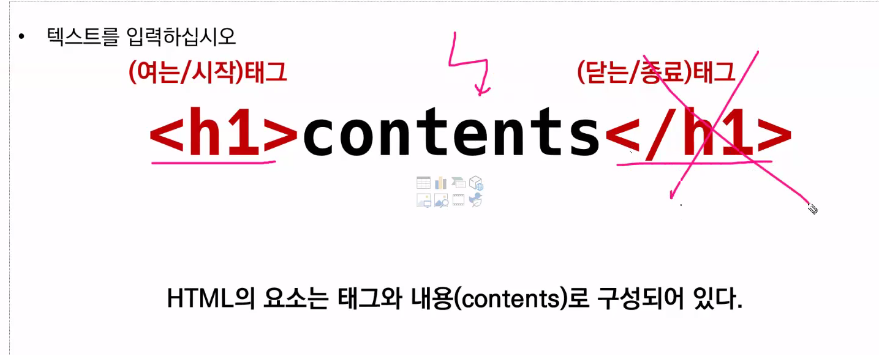 • 텍스트를 입력하십시오
(여는/시작)태그 (닫는/종료)태그
<h1>contents</h1>
HTML의 요소는 태그와 내용(contents)로 구성되어 있다.